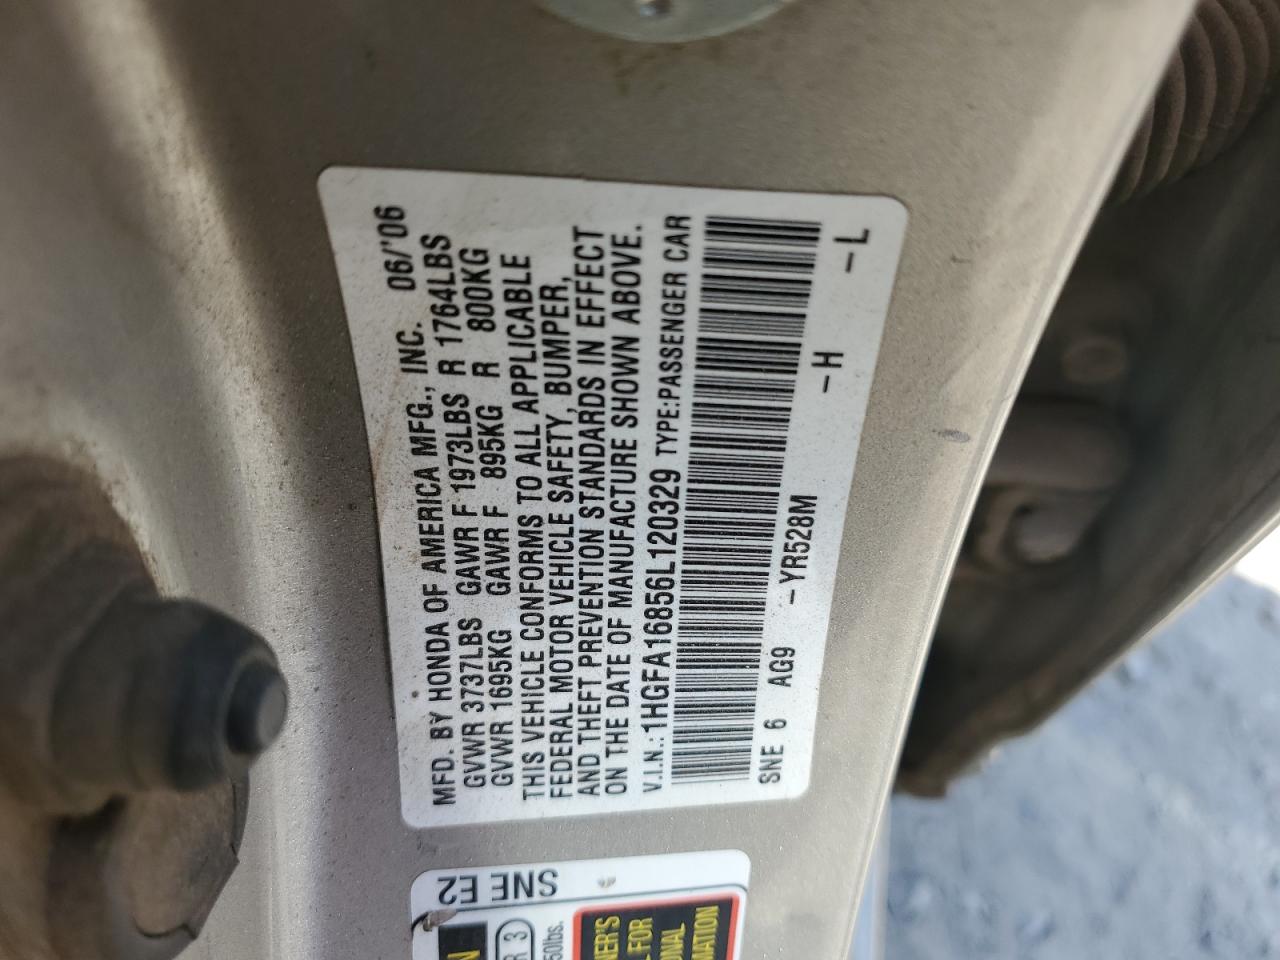 MFD. BY HONDA OF AMERICA MFG., INC. 06/'06
GVWR 3737LBS GAWR F 1973LBS R 1764LBS
GVWR 1695KG GAWR F 895KG R 800KG
THIS VEHICLE CONFORMS TO ALL APPLICABLE
FEDERAL MOTOR VEHICLE SAFETY, BUMPER,
AND THEFT PREVENTION STANDARDS IN EFFECT
ON THE DATE OF MANUFACTURE SHOWN ABOVE.
V.I.N.: 1HGFA16856L120329 TYPE:PASSENGER CAR
SNE 6 AG9 -YR528M -H -L
SNE E2
R 3